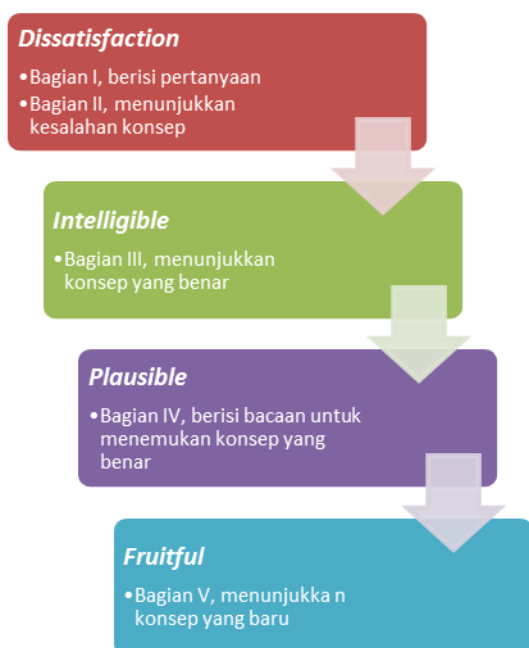 Dissatisfaction
•Bagian I, berisi pertanyaan
•Bagian II, menunjukkan
kesalahan konsep
Intelligible
•Bagian III, menunjukkan
konsep yang benar
Plausible
•Bagian IV, berisi bacaan untuk
menemukan konsep yang
benar
Fruitful
•Bagian V, menunjukka n
konsep yang baru